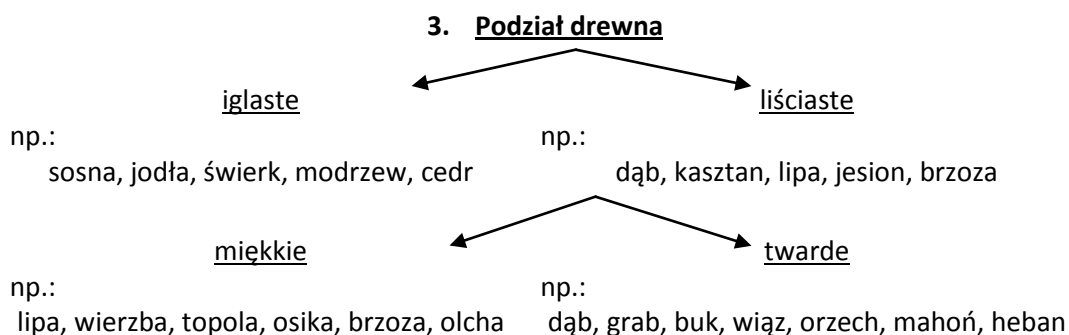 3. Podział drewna
iglaste liściaste
np.: np.:
sosna, jodła, świerk, modrzew, cedr dąb, kasztan, lipa, jesion, brzoza
miękkie twarde
np.: np.:
lipa, wierzba, topola, osika, brzoza, olcha dąb, grab, buk, wiąz, orzech, mahoń, heban